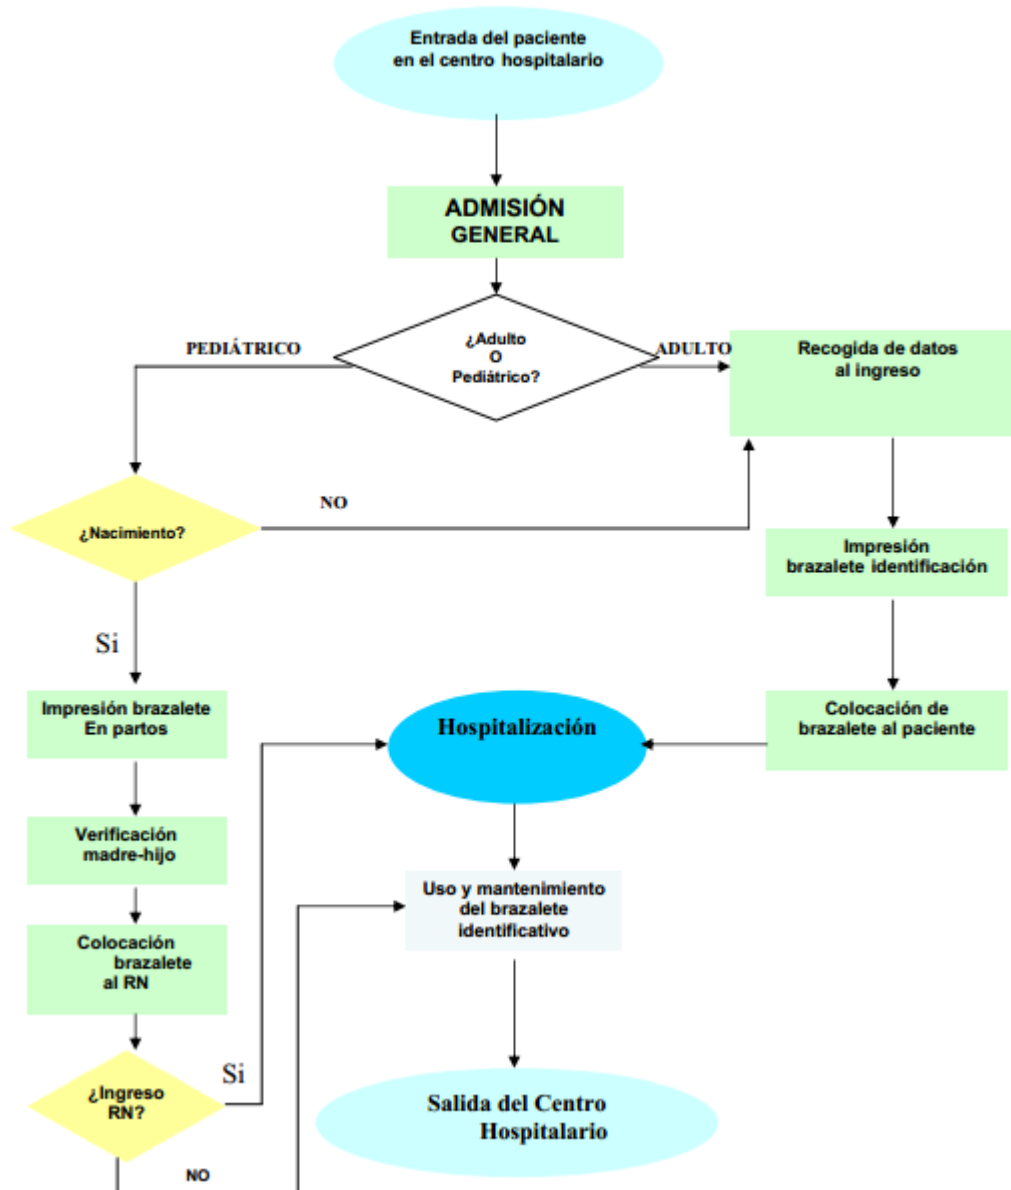 Entrada del paciente
en el centro hospitalario
ADMISIÓN
GENERAL
¿Adulto
O
Pediátrico?
PEDIÁTRICO
ADULTO
Recogida de datos
al ingreso
¿Nacimiento?
NO
Impresión
brazalete identificación
Si
Impresión brazalete
En partos
Hospitalización
Colocación de
brazalete al paciente
Verificación
madre-hijo
Uso y mantenimiento
del brazalete
identificativo
Colocación
brazalete
al RN
¿Ingreso
RN?
Si
NO
Salida del Centro
Hospitalario